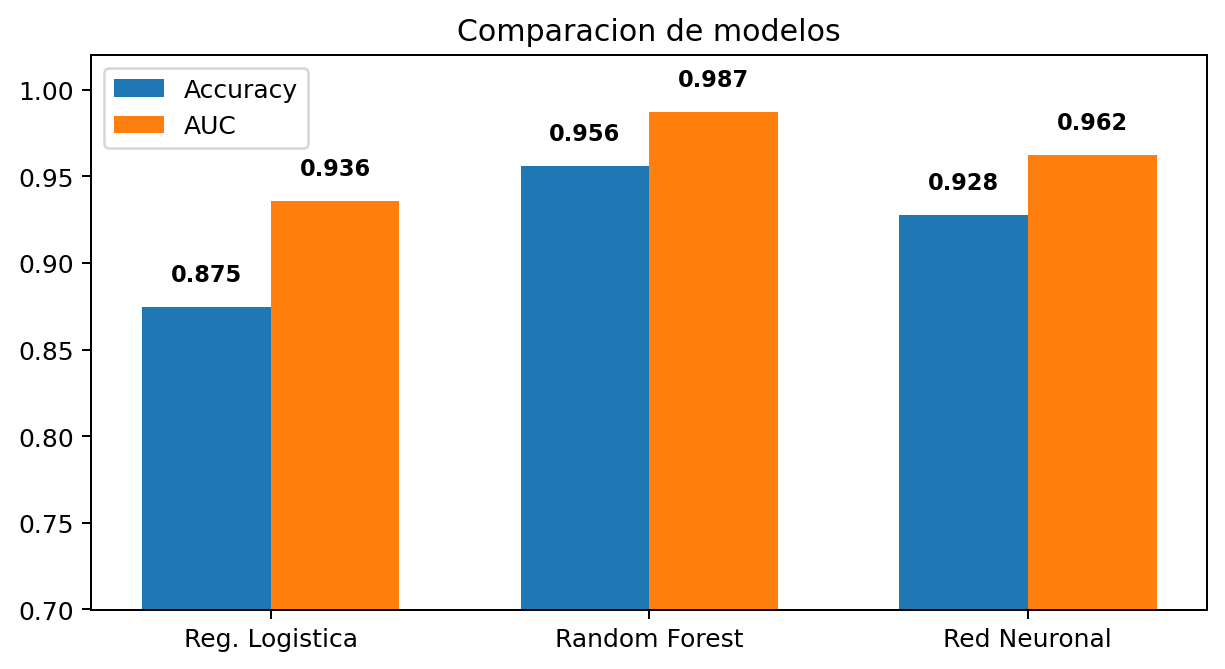 Comparacion de modelos
Accuracy
AUC
1.00
0.95
0.90
0.85
0.80
0.75
0.70
0.875
0.936
0.956
0.987
0.928
0.962
Reg. Logistica
Random Forest
Red Neuronal